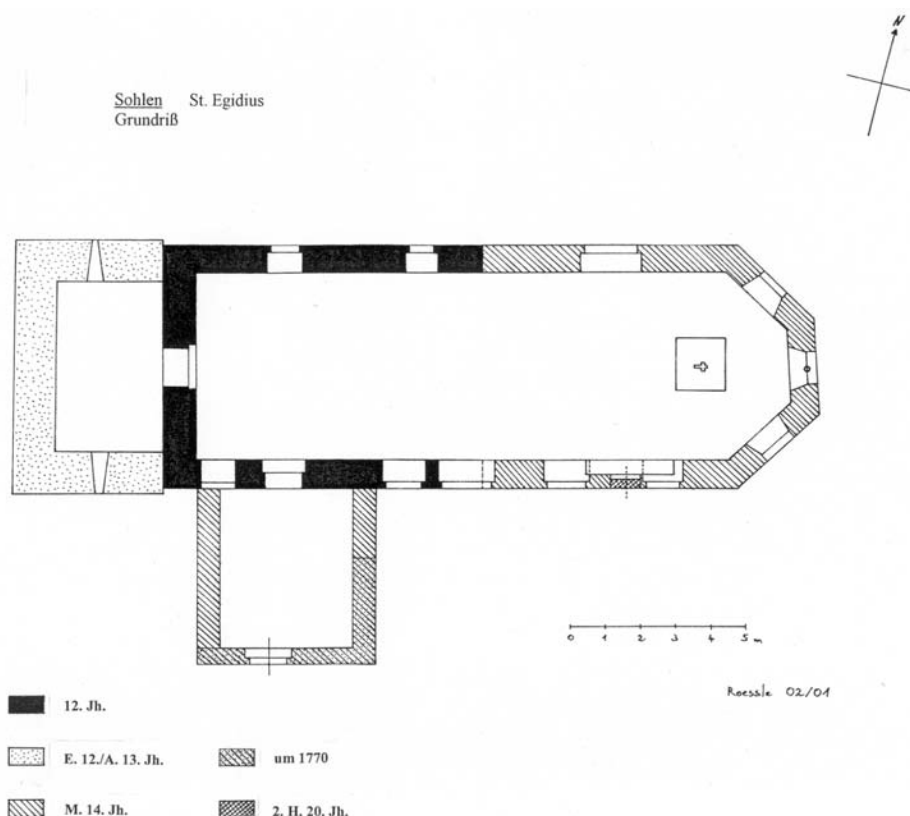 N
Sohlen St. Egidius
Grundriß
0 1 2 3 4 5 m
Roessle 02/01
12. Jh.
E. 12./A. 13. Jh.
um 1770
M. 14. Jh.
2. H. 20. Jh.